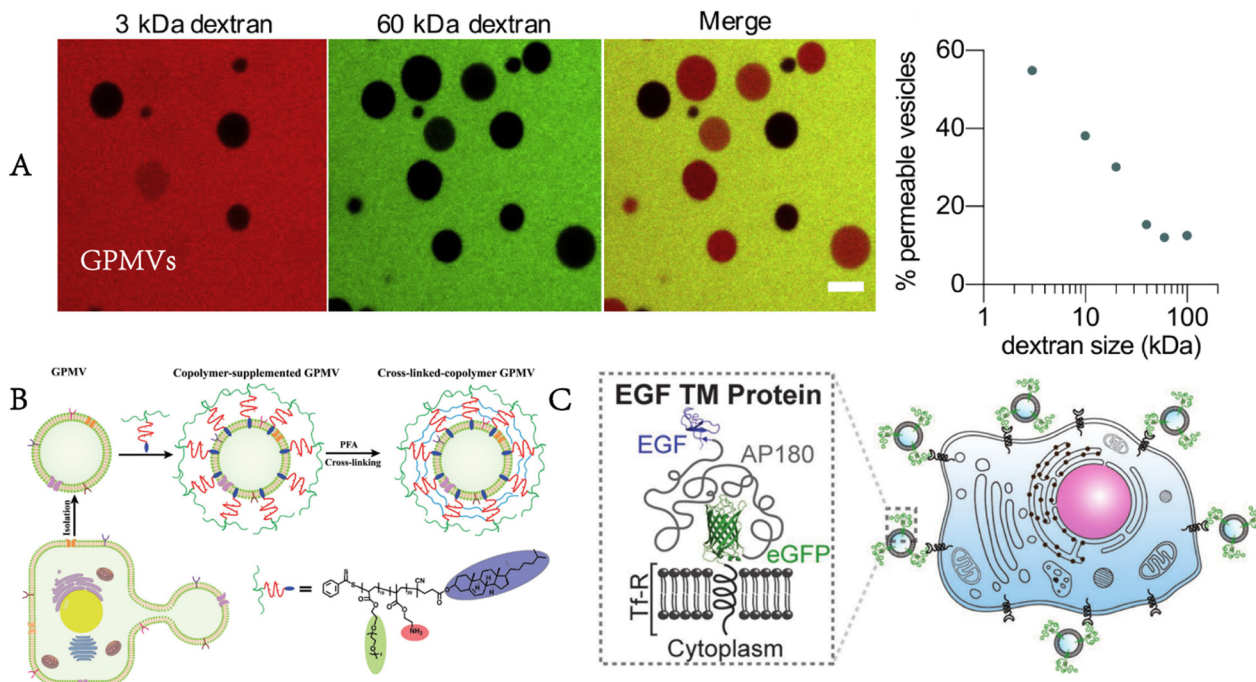 3 kDa dextran
60 kDa dextran
Merge
A
GPMVs
% permeable vesicles
60
40
20
0
1
10
100
dextran size (kDa)
B
GPMV
Copolymer-supplemented GPMV
Cross-linked-copolymer GPMV
PFA
Cross-linking
Isolation
S
S
CN
O
O
O
O
O
O
NH₂
H
H
H
C
EGF TM Protein
EGF
AP180
eGFP
Tf-R
Cytoplasm